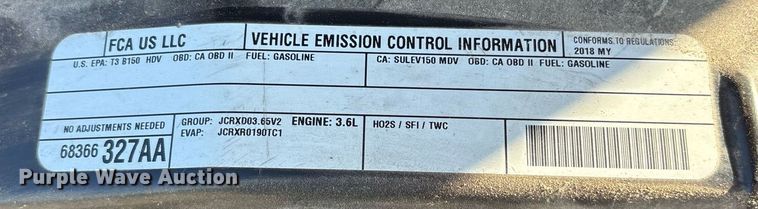 FCA US LLC
VEHICLE EMISSION CONTROL INFORMATION
CONFORMS TO REGULATIONS:
2018 MY
U.S. EPA: T3 B150 HDV OBD: CA OBD II FUEL: GASOLINE
CA: SULEV150 MDV OBD: CA OBD II FUEL: GASOLINE
NO ADJUSTMENTS NEEDED
68366 327AA
GROUP: JCRXD03.65V2
EVAP: JCRXR0190TC1
ENGINE: 3.6L
HO2S / SFI / TWC
Purple Wave Auction